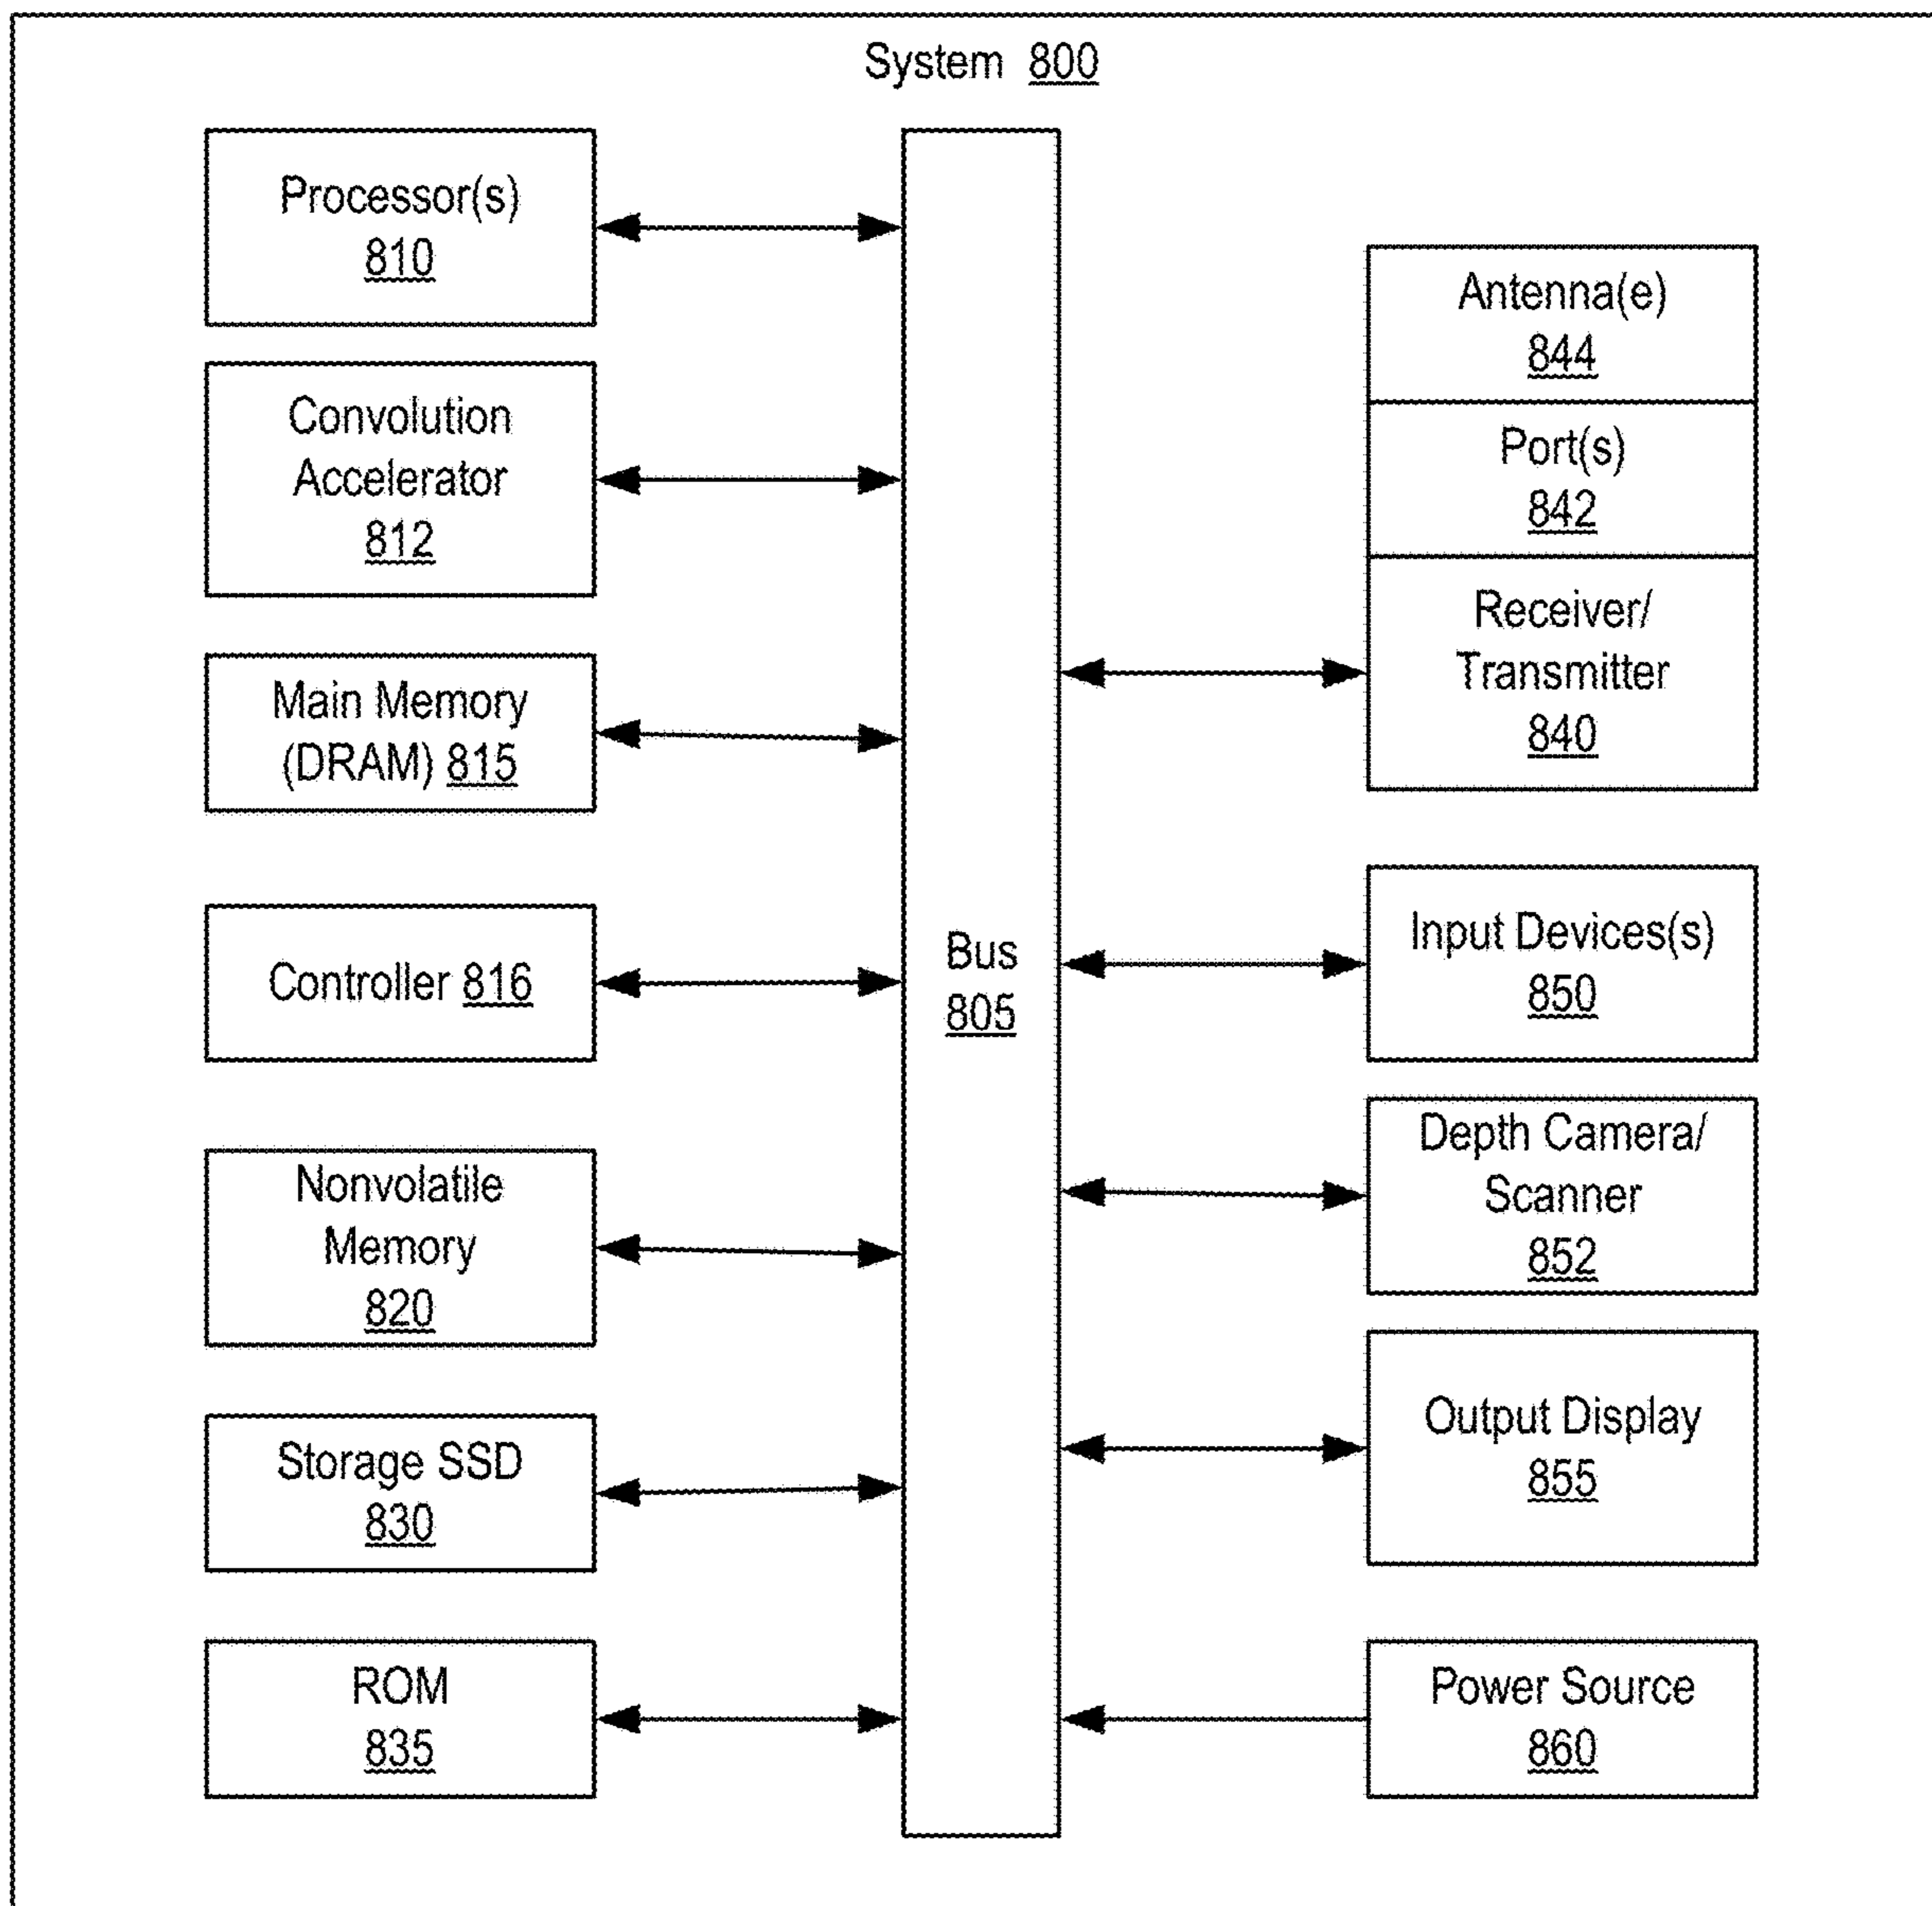 System 800
Processor(s)
810
Convolution
Accelerator
812
Main Memory
(DRAM) 815
Controller 816
Nonvolatile
Memory
820
Storage SSD
830
ROM
835
Bus
805
Antenna(e)
844
Port(s)
842
Receiver/
Transmitter
840
Input Devices(s)
850
Depth Camera/
Scanner
852
Output Display
855
Power Source
860